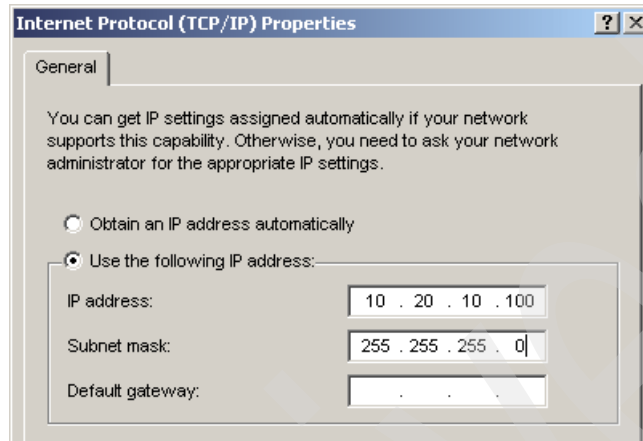 Internet Protocol (TCP/IP) Properties
General
You can get IP settings assigned automatically if your network
supports this capability. Otherwise, you need to ask your network
administrator for the appropriate IP settings.
Obtain an IP address automatically
Use the following IP address:
IP address: 10 . 20 . 10 . 100
Subnet mask: 255 . 255 . 255 . 0
Default gateway: . . .